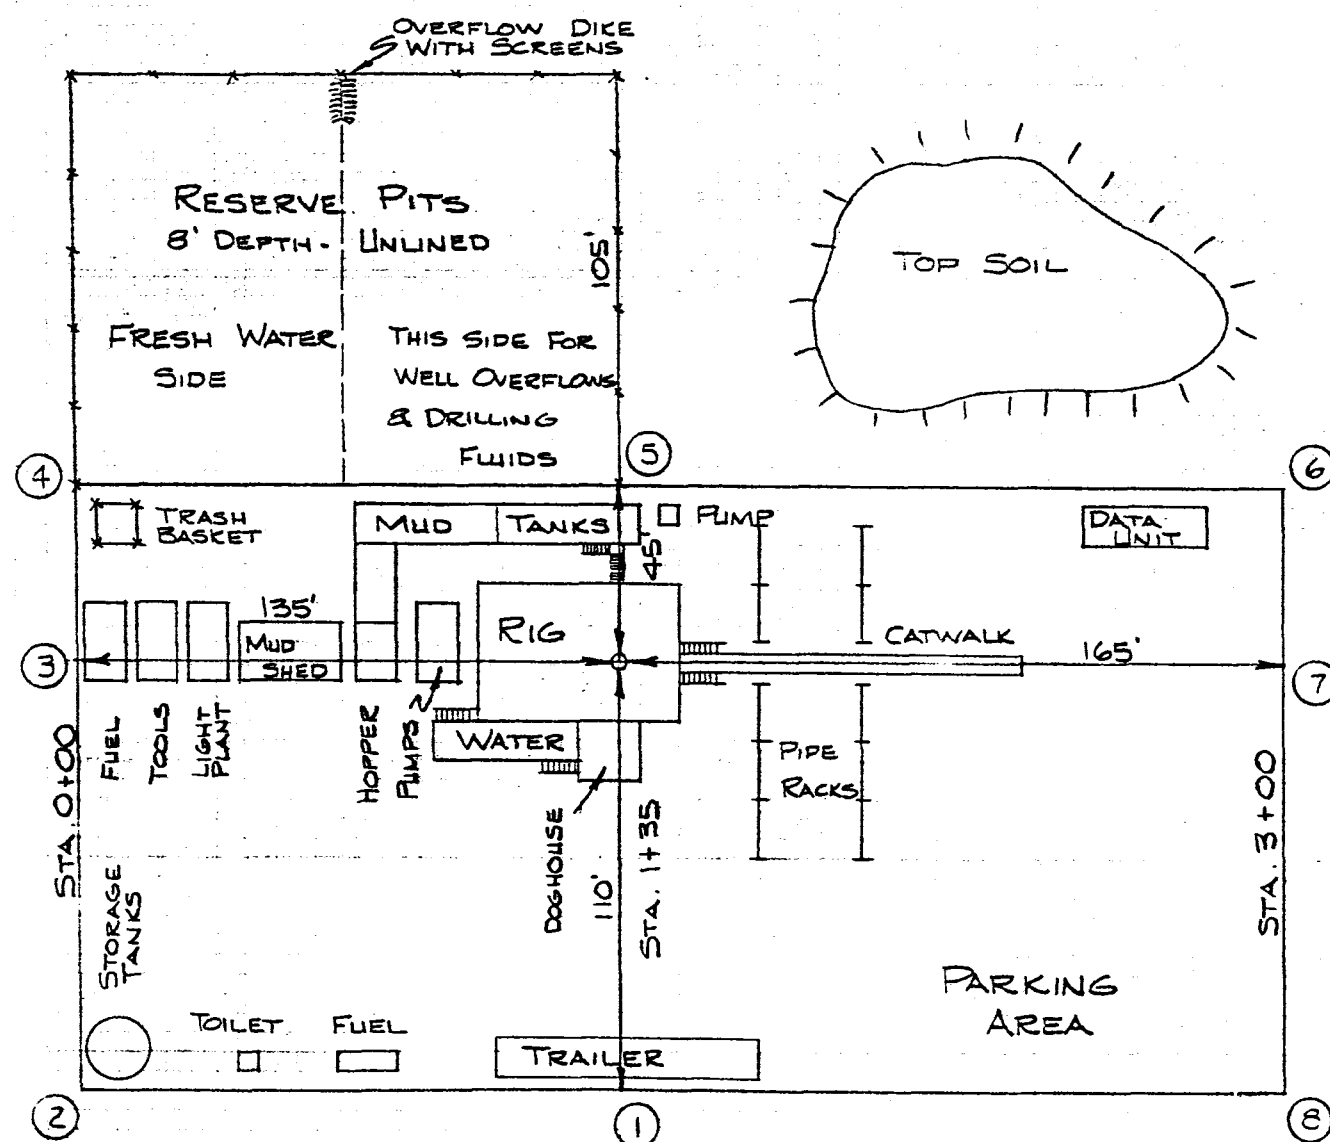 OVERFLOW DIKE
WITH SCREENS
RESERVE PITS
8' DEPTH - UNLINED
105'
TOP SOIL
FRESH WATER
SIDE
THIS SIDE FOR
WELL OVERFLOWS
& DRILLING
FLUIDS
4
5
6
TRASH
BASKET
MUD TANKS
PUMP
DATA
UNIT
45'
135'
RIG
MUD
SHED
CATWALK
165'
3
7
FUEL
TOOLS
LIGHT
PLANT
HOPPER
PUMPS
WATER
PIPE
RACKS
STA. 0+00
DOGHOUSE
110'
STA. 1+35
STA. 3+00
STORAGE
TANKS
PARKING
AREA
TOILET
FUEL
TRAILER
2
1
8